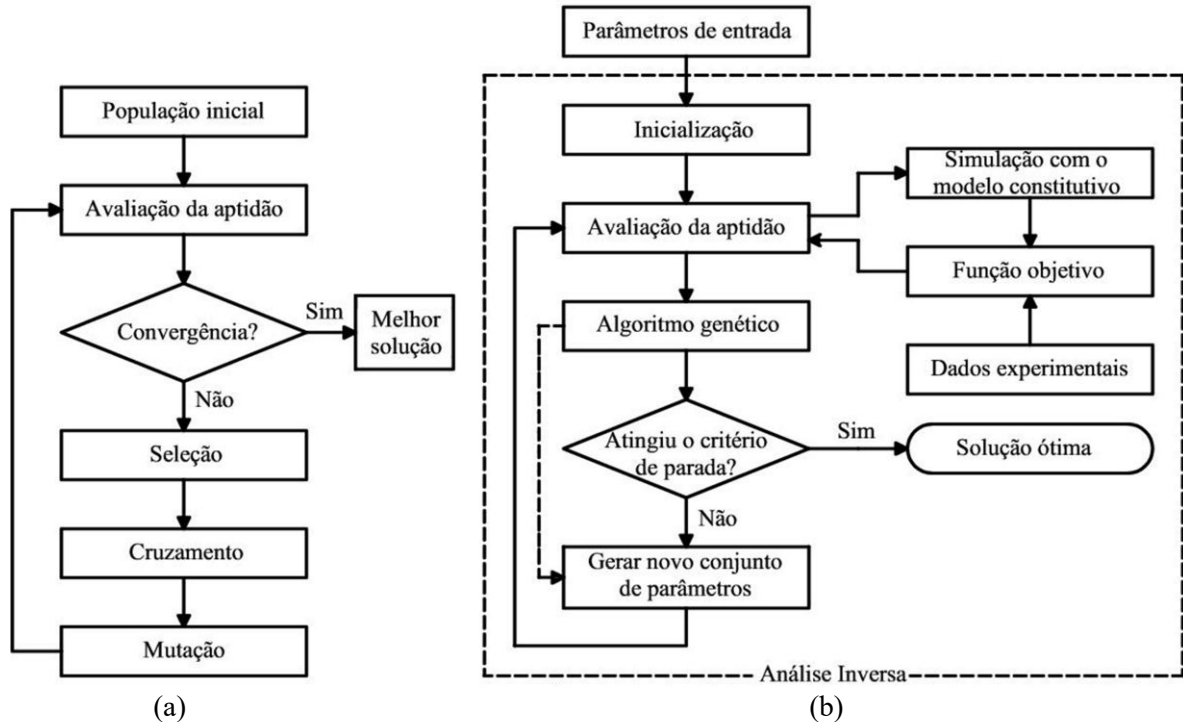 População inicial
Avaliação da aptidão
Convergência?
Sim
Melhor
solução
Não
Seleção
Cruzamento
Mutação
(a)
Parâmetros de entrada
Inicialização
Avaliação da aptidão
Simulação com o
modelo constitutivo
Função objetivo
Dados experimentais
Algoritmo genético
Atingiu o critério
de parada?
Sim
Solução ótima
Não
Gerar novo conjunto
de parâmetros
Análise Inversa
(b)